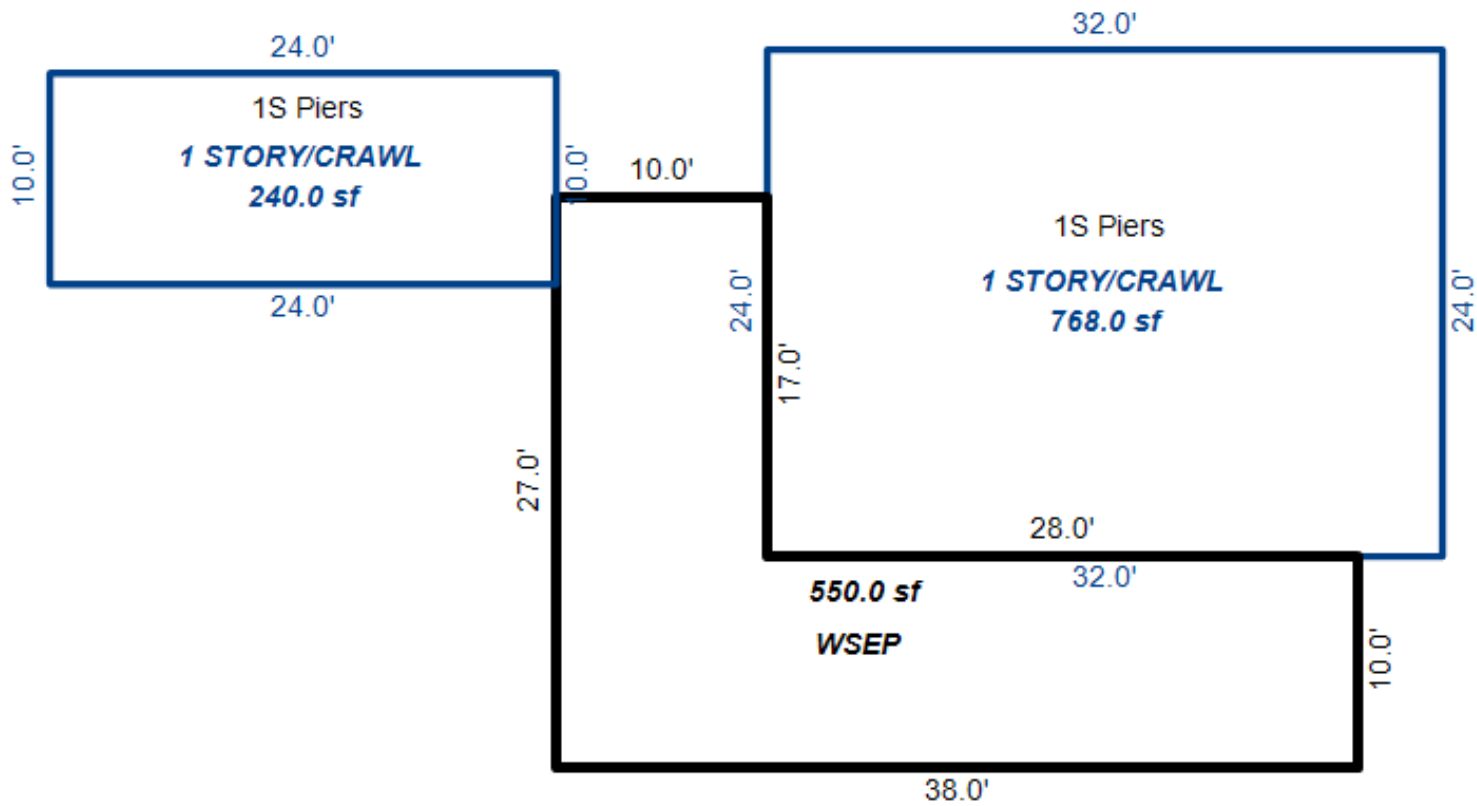 24.0'
1S Piers
1 STORY/CRAWL
240.0 sf
10.0'
10.0'
24.0'
10.0'
32.0'
1S Piers
1 STORY/CRAWL
768.0 sf
24.0'
24.0'
17.0'
27.0'
28.0'
32.0'
550.0 sf
WSEP
10.0'
38.0'